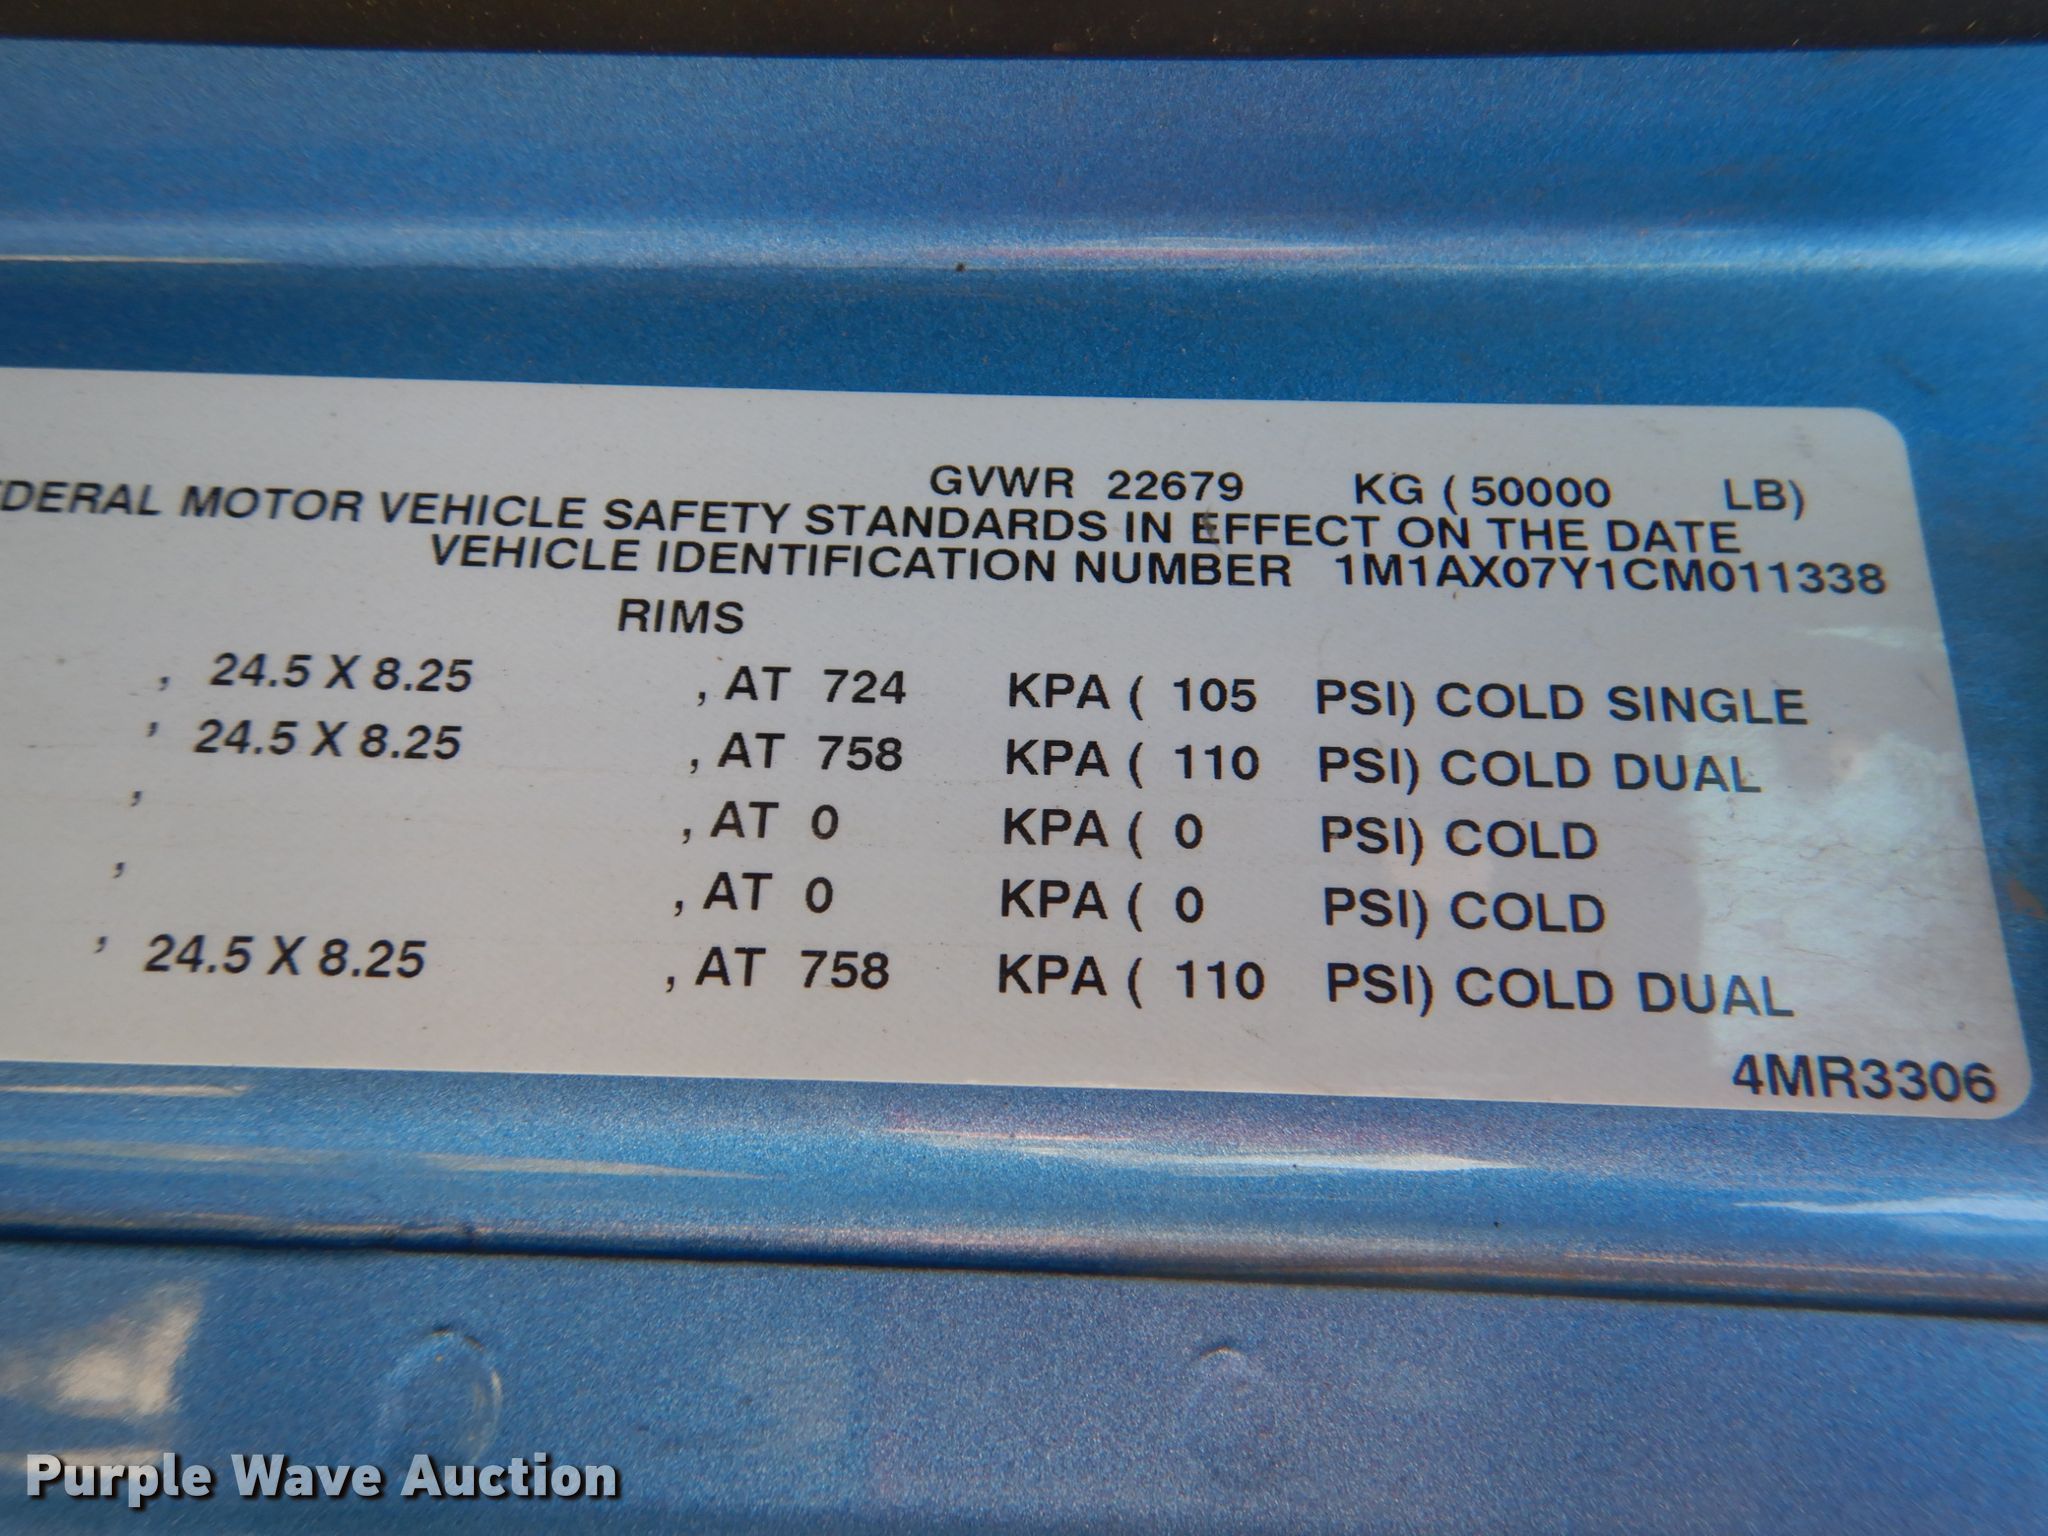 GVWR 22679 KG ( 50000 LB)
DERAL MOTOR VEHICLE SAFETY STANDARDS IN EFFECT ON THE DATE
VEHICLE IDENTIFICATION NUMBER 1M1AX07Y1CM011338
RIMS
, 24.5 X 8.25 , AT 724 KPA ( 105 PSI) COLD SINGLE
, 24.5 X 8.25 , AT 758 KPA ( 110 PSI) COLD DUAL
, , AT 0 KPA ( 0 PSI) COLD
, , AT 0 KPA ( 0 PSI) COLD
, 24.5 X 8.25 , AT 758 KPA ( 110 PSI) COLD DUAL
4MR3306
Purple Wave Auction